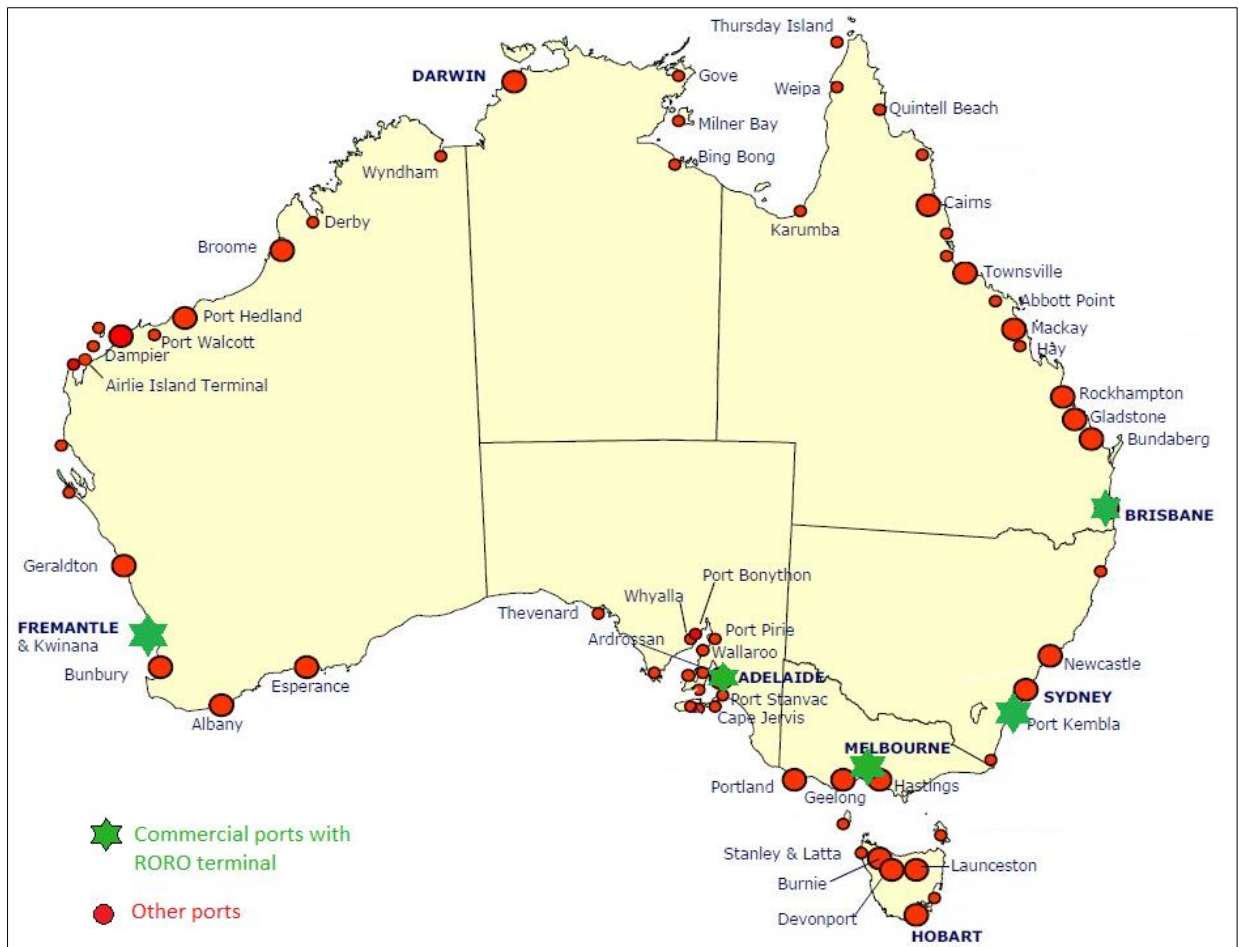 Thursday Island
DARWIN
Gove
Weipa
Quintell Beach
Milner Bay
Bing Bong
Wyndham
Cairns
Derby
Karumba
Broome
Townsville
Abbott Point
Port Hedland
Mackay
Port Walcott
Hay
Dampier
Airlie Island Terminal
Rockhampton
Gladstone
Bundaberg
BRISBANE
Geraldton
Port Bonython
Whyalla
Thevenard
FREMANTLE
& Kwinana
Ardrossan
Port Pirie
Wallaroo
Newcastle
Bunbury
Esperance
ADELAIDE
SYDNEY
Port Stanvac
Albany
Cape Jervis
Port Kembla
MELBOURNE
Portland
Geelong
Hastings
Commercial ports with
RORO terminal
Stanley & Latta
Launceston
Burnie
Other ports
Devonport
HOBART